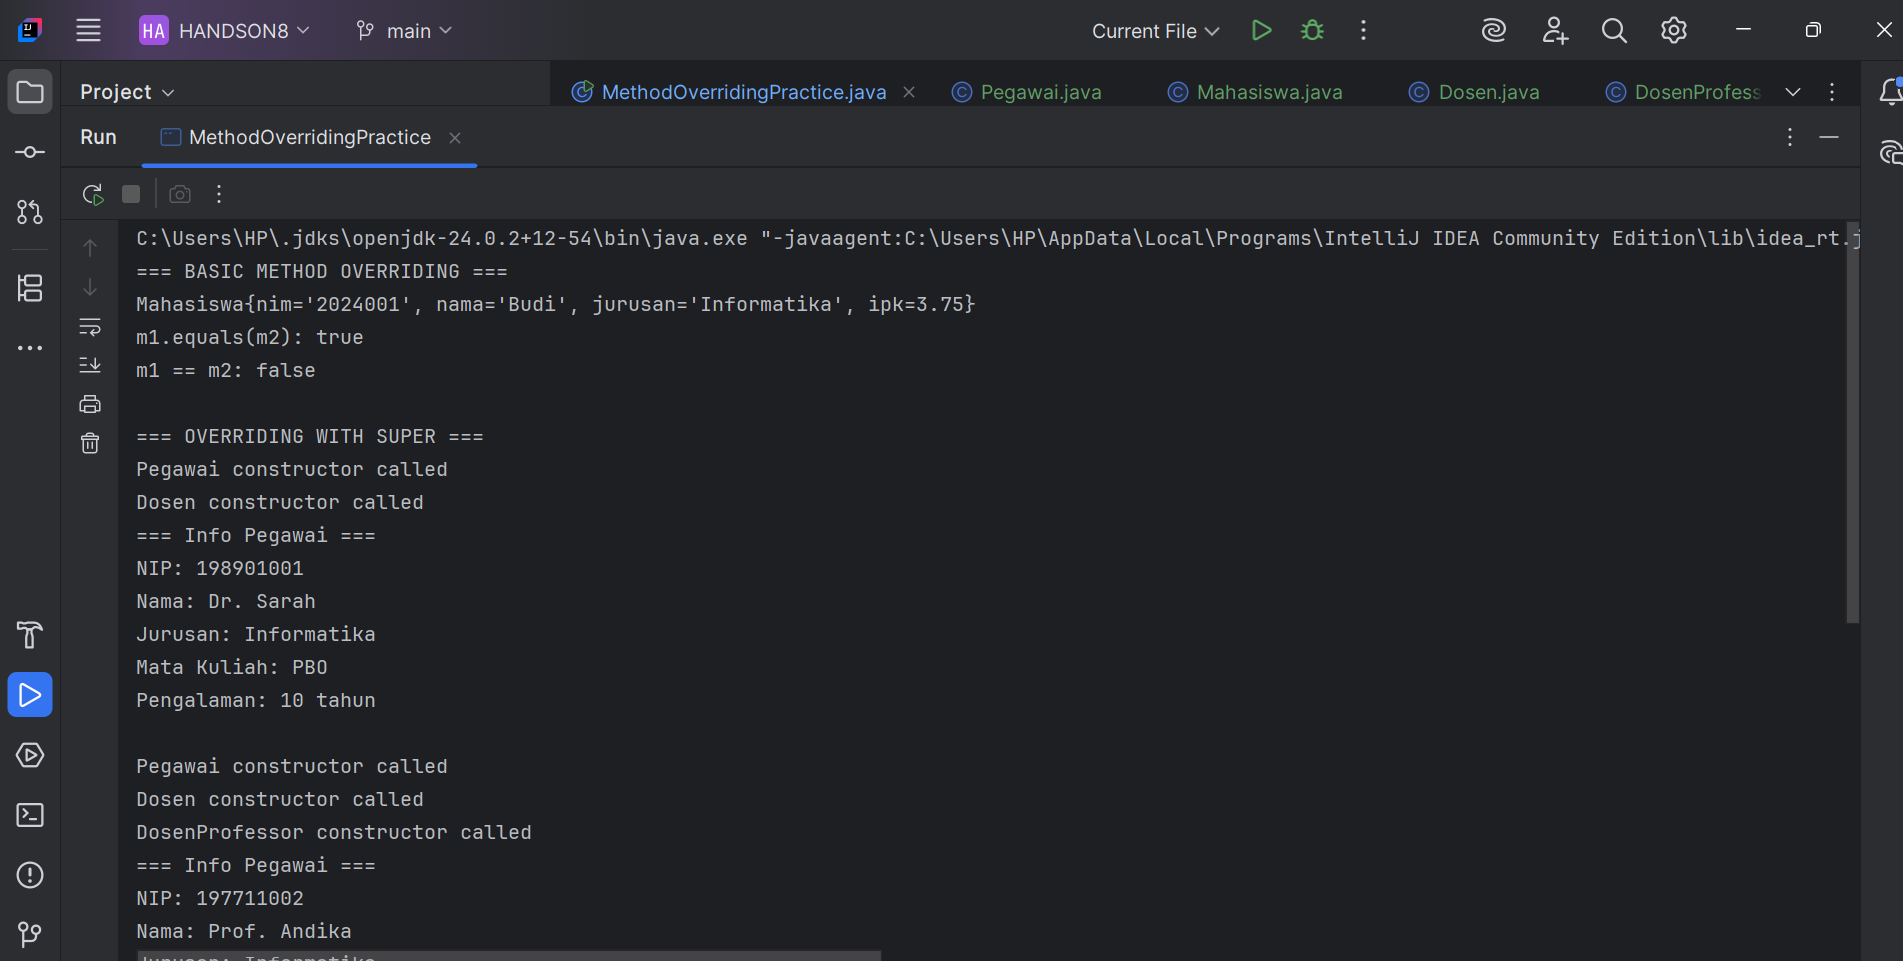 HA HANDSON8 main Current File
Project MethodOverridingPractice.java Pegawai.java Mahasiswa.java Dosen.java DosenProfess
Run MethodOverridingPractice
C:\Users\HP\.jdks\openjdk-24.0.2+12-54\bin\java.exe "-javaagent:C:\Users\HP\AppData\Local\Programs\IntelliJ IDEA Community Edition\lib\idea_rt.j
=== BASIC METHOD OVERRIDING ===
Mahasiswa{nim='2024001', nama='Budi', jurusan='Informatika', ipk=3.75}
m1.equals(m2): true
m1 == m2: false
=== OVERRIDING WITH SUPER ===
Pegawai constructor called
Dosen constructor called
=== Info Pegawai ===
NIP: 198901001
Nama: Dr. Sarah
Jurusan: Informatika
Mata Kuliah: PBO
Pengalaman: 10 tahun
Pegawai constructor called
Dosen constructor called
DosenProfessor constructor called
=== Info Pegawai ===
NIP: 197711002
Nama: Prof. Andika
Jurusan: Informatika